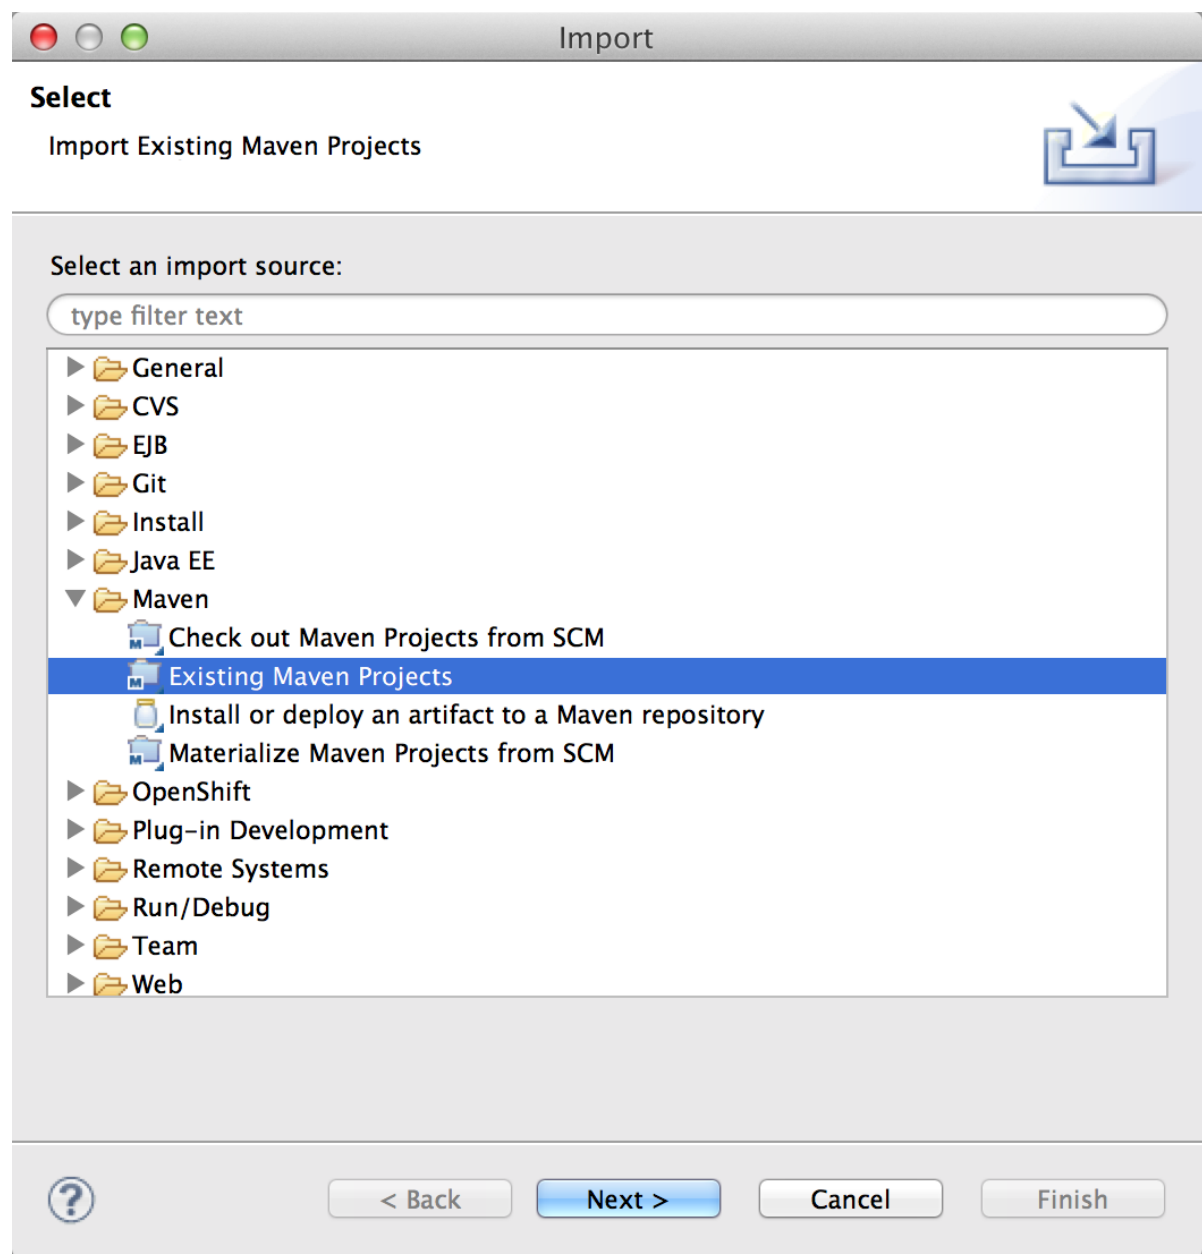 Import
Select
Import Existing Maven Projects
Select an import source:
type filter text
General
CVS
EJB
Git
Install
Java EE
Maven
Check out Maven Projects from SCM
Existing Maven Projects
Install or deploy an artifact to a Maven repository
Materialize Maven Projects from SCM
OpenShift
Plug-in Development
Remote Systems
Run/Debug
Team
Web
? < Back Next > Cancel Finish